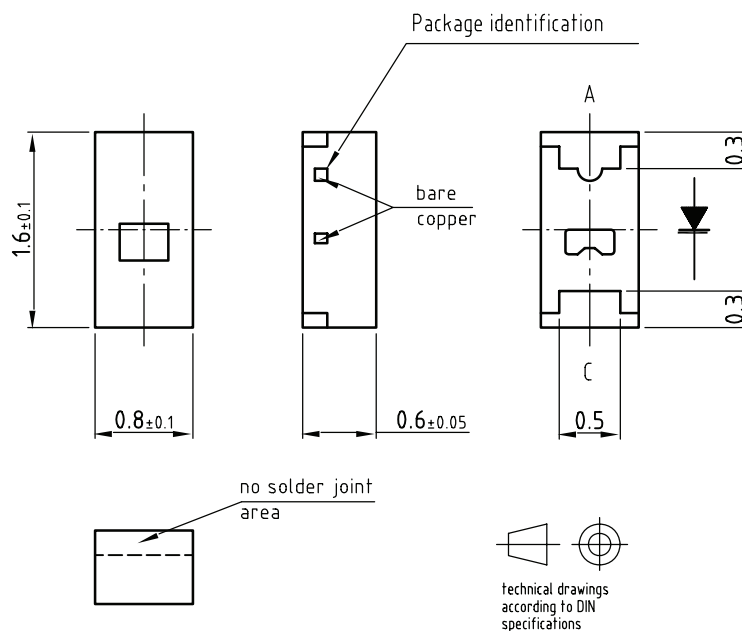 Package identification
A
0.3
1.6±0.1
bare
copper
0.3
C
0.8±0.1
0.6±0.05
0.5
no solder joint
area
technical drawings
according to DIN
specifications